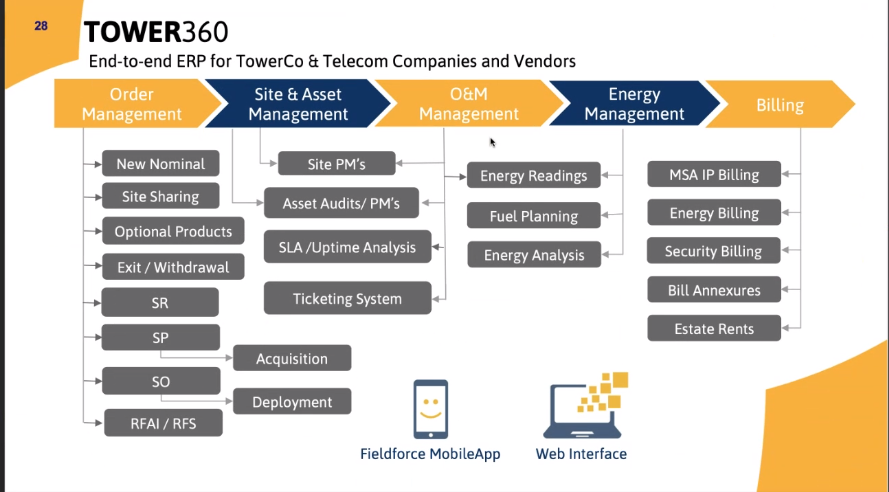 28
TOWER360
End-to-end ERP for TowerCo & Telecom Companies and Vendors
Order
Management
Site & Asset
Management
O&M
Management
Energy
Management
Billing
New Nominal
Site Sharing
Optional Products
Exit / Withdrawal
SR
SP
Acquisition
SO
Deployment
RFAI / RFS
Site PM's
Asset Audits/ PM's
SLA /Uptime Analysis
Ticketing System
Energy Readings
Fuel Planning
Energy Analysis
MSA IP Billing
Energy Billing
Security Billing
Bill Annexures
Estate Rents
Fieldforce MobileApp
Web Interface